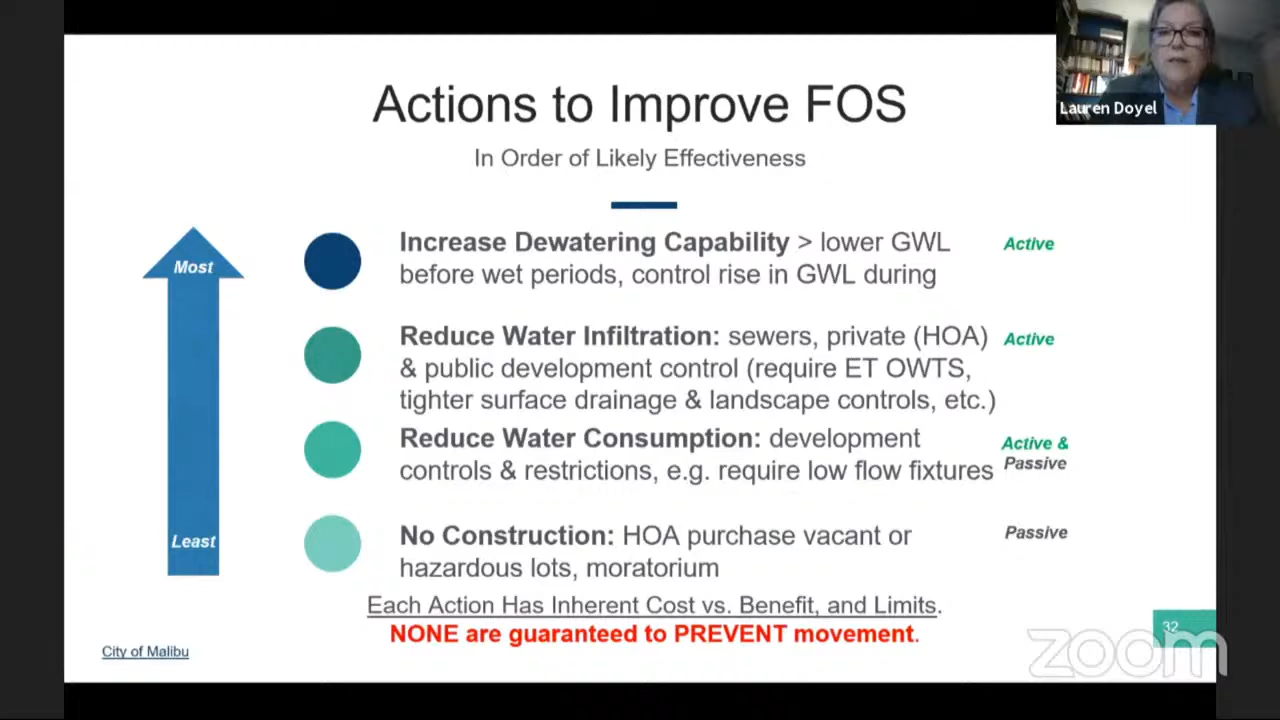 Lauren Doyel
Actions to Improve FOS
In Order of Likely Effectiveness
Most
Increase Dewatering Capability > lower GWL
before wet periods, control rise in GWL during
Active
Reduce Water Infiltration: sewers, private (HOA)
& public development control (require ET OWTS,
tighter surface drainage & landscape controls, etc.)
Active
Reduce Water Consumption: development
controls & restrictions, e.g. require low flow fixtures
Active &
Passive
Least
No Construction: HOA purchase vacant or
hazardous lots, moratorium
Passive
Each Action Has Inherent Cost vs. Benefit, and Limits.
NONE are guaranteed to PREVENT movement.
City of Malibu
32
zoom